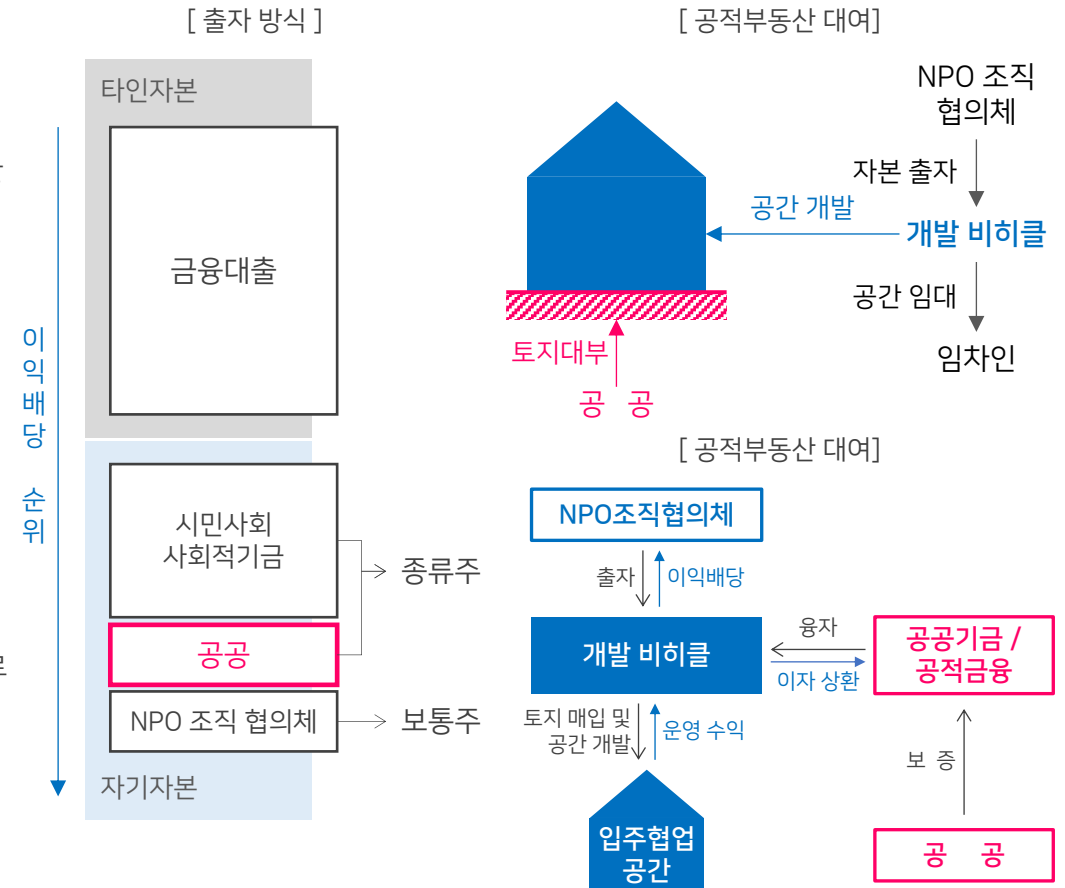 [ 출자 방식 ]
타인자본
금융대출
이익배당 순위
시민사회
사회적기금
종류주
공공
NPO 조직 협의체
보통주
자기자본
[ 공적부동산 대여]
NPO 조직
협의체
자본 출자
공간 개발
개발 비히클
공간 임대
토지대부
임차인
공 공
[ 공적부동산 대여]
NPO조직협의체
출자
이익배당
개발 비히클
융자
이자 상환
공공기금 /
공적금융
토지 매입 및
공간 개발
운영 수익
보 증
입주협업
공간
공 공